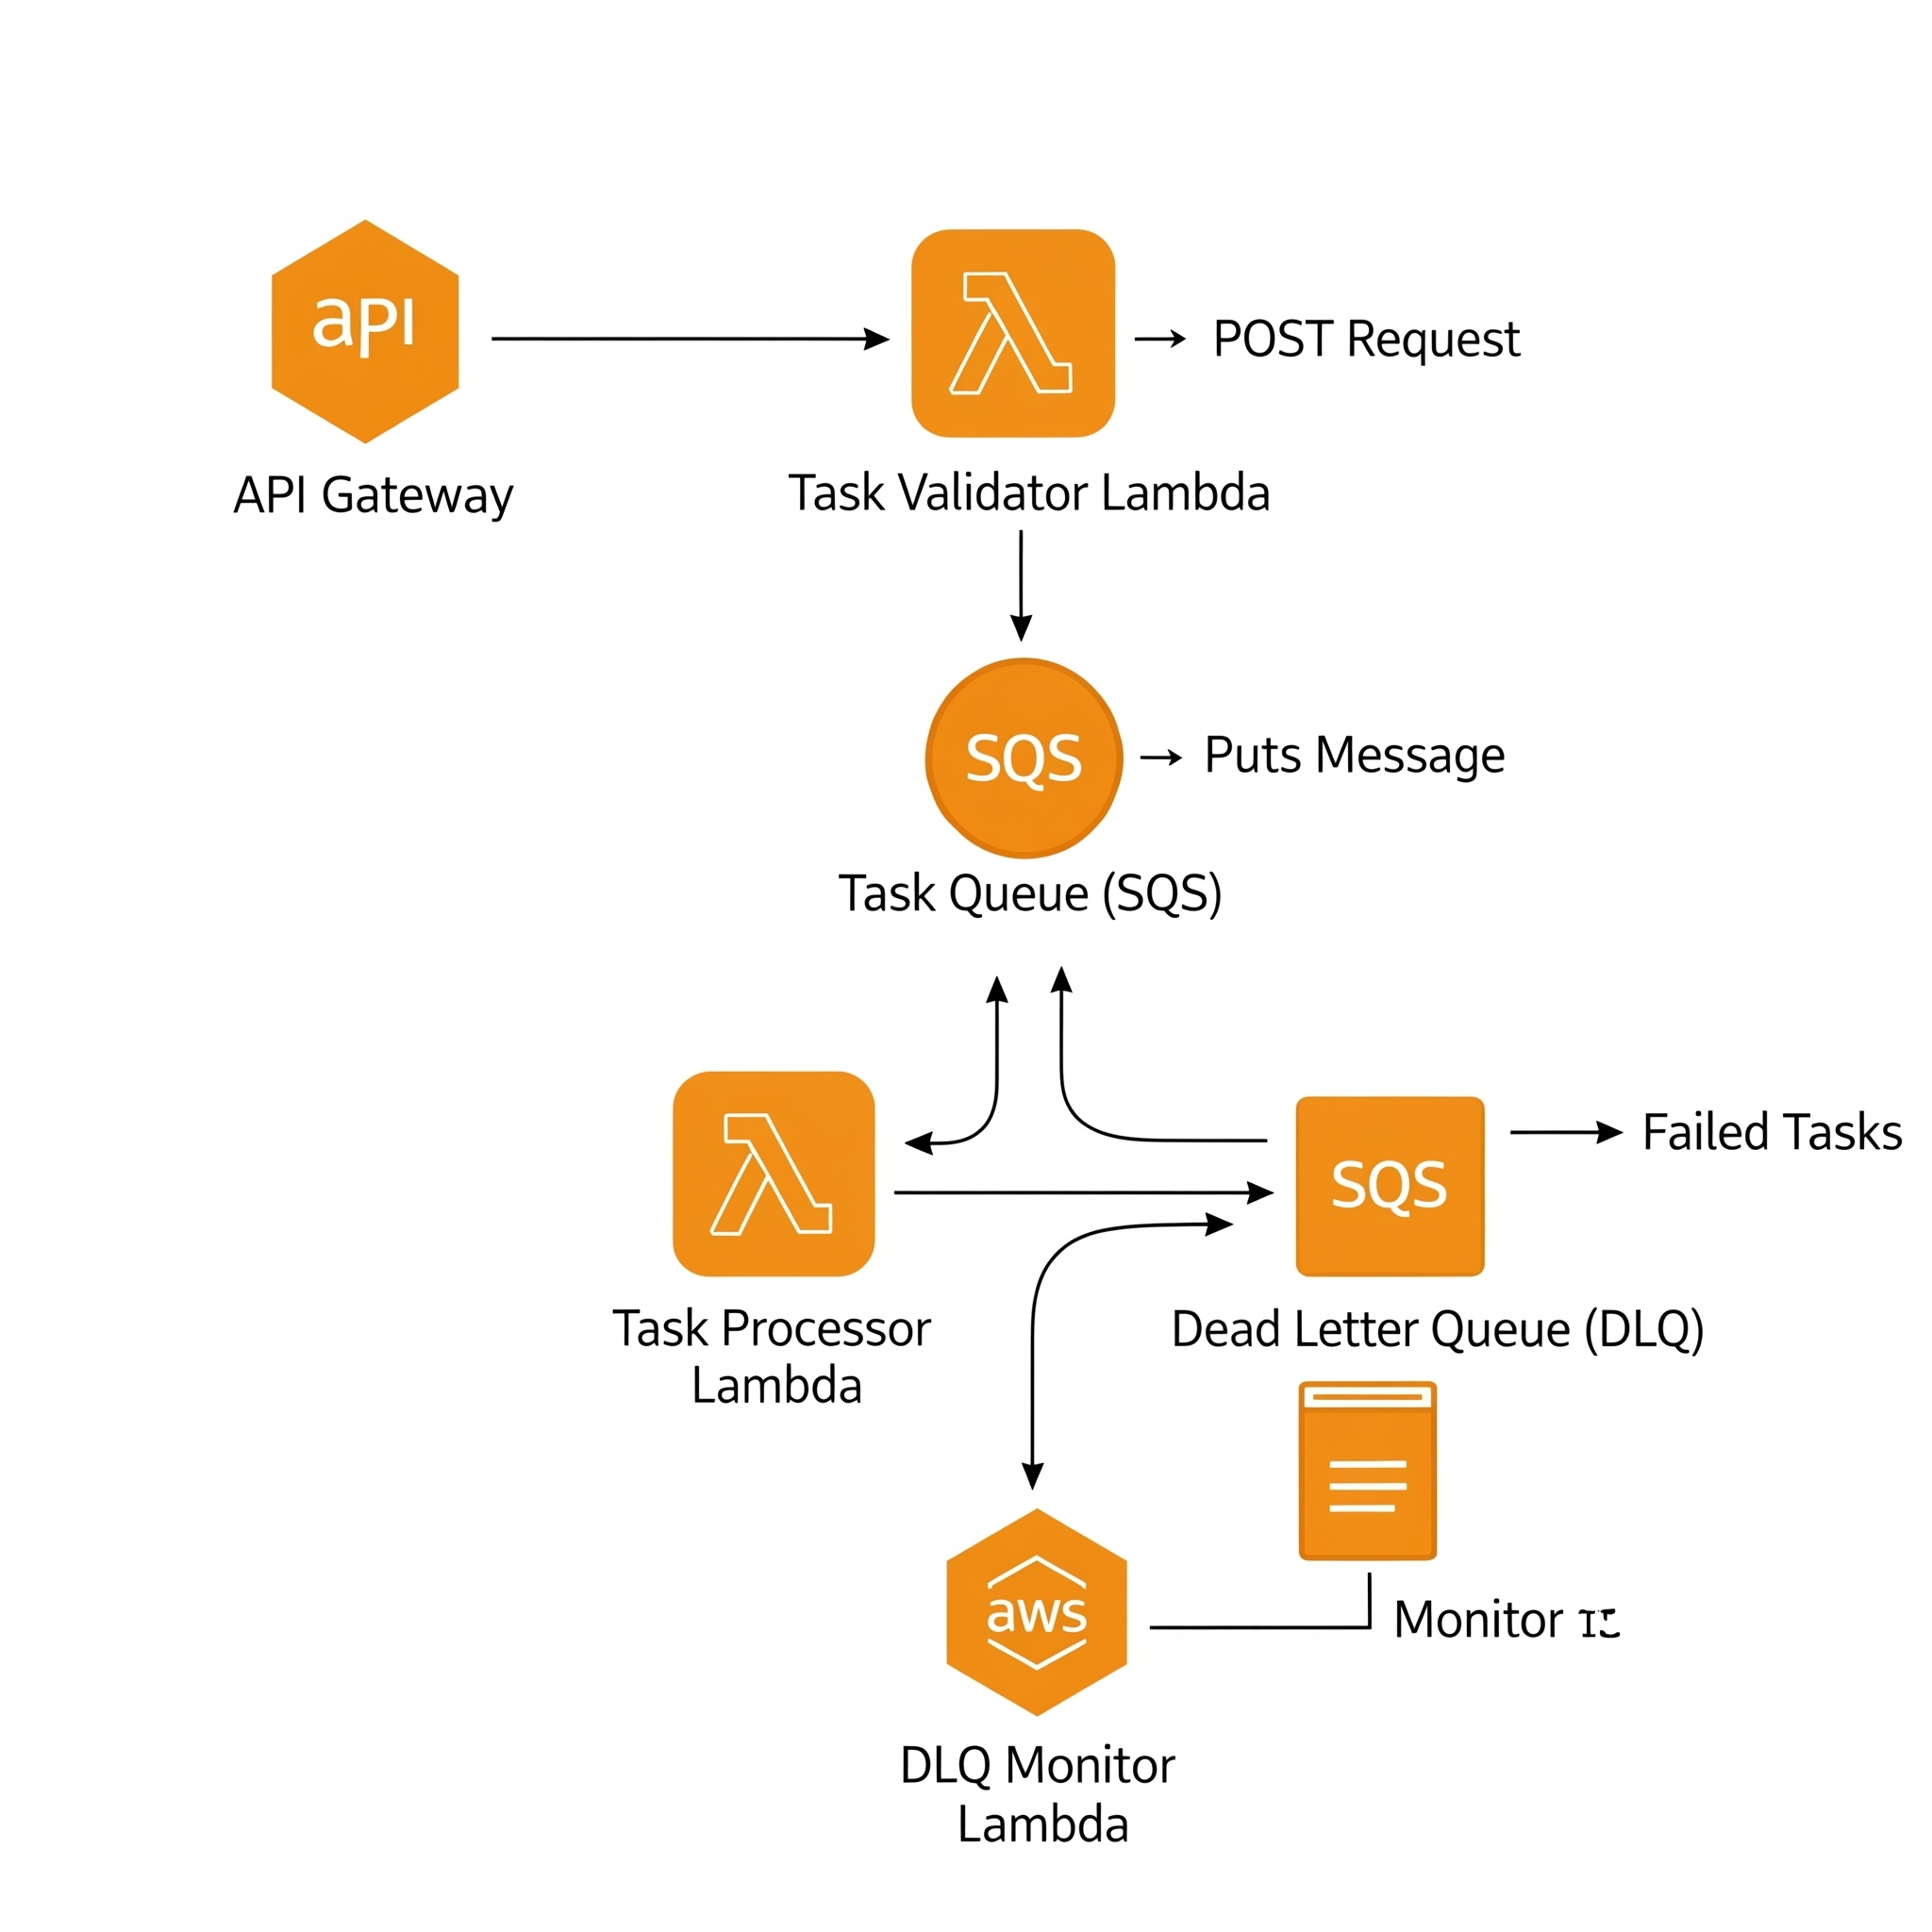 aPI
POST Request
API Gateway
Task Validator Lambda
SQS
Puts Message
Task Queue (SQS)
Failed Tasks
SQS
Task Processor
Lambda
Dead Letter Queue (DLQ)
aws
Monitor
DLQ Monitor
Lambda